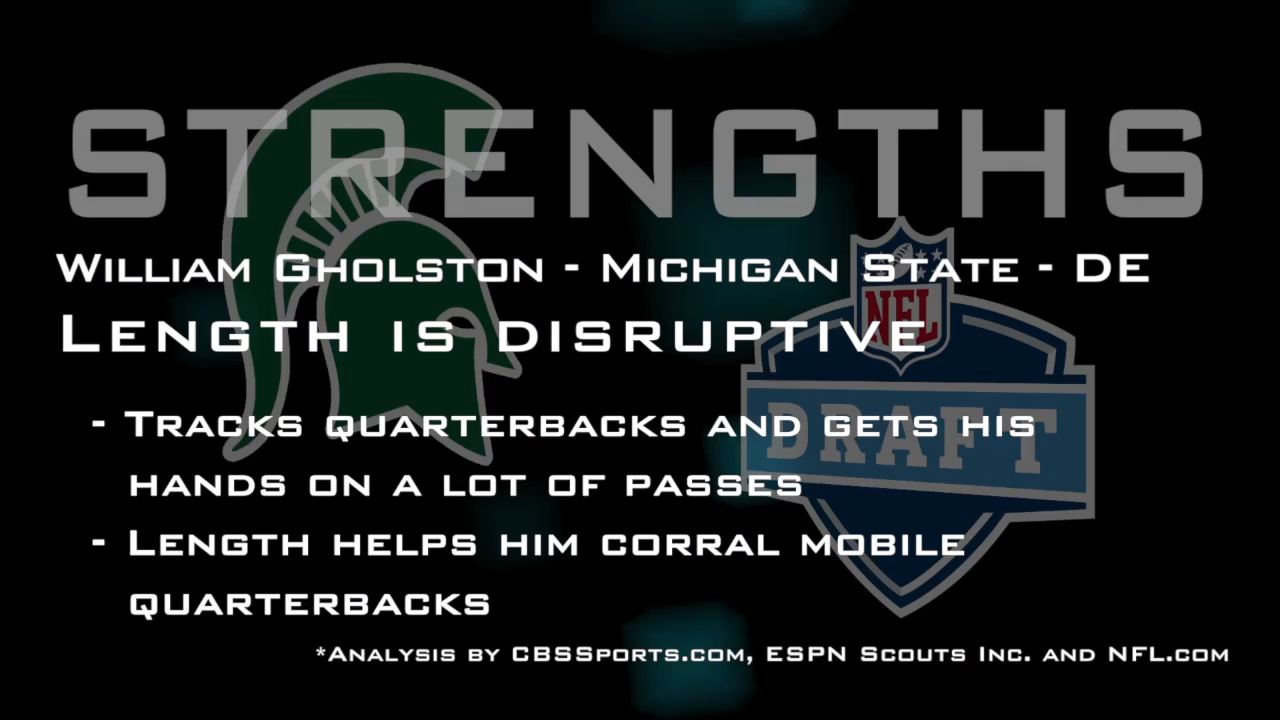 STRENGTHS
William Gholston - Michigan State - DE
Length is disruptive
- Tracks quarterbacks and gets his
hands on a lot of passes
- Length helps him corral mobile
quarterbacks
*Analysis by CBSSports.com, ESPN Scouts Inc. and NFL.com
NFL
DRAFT